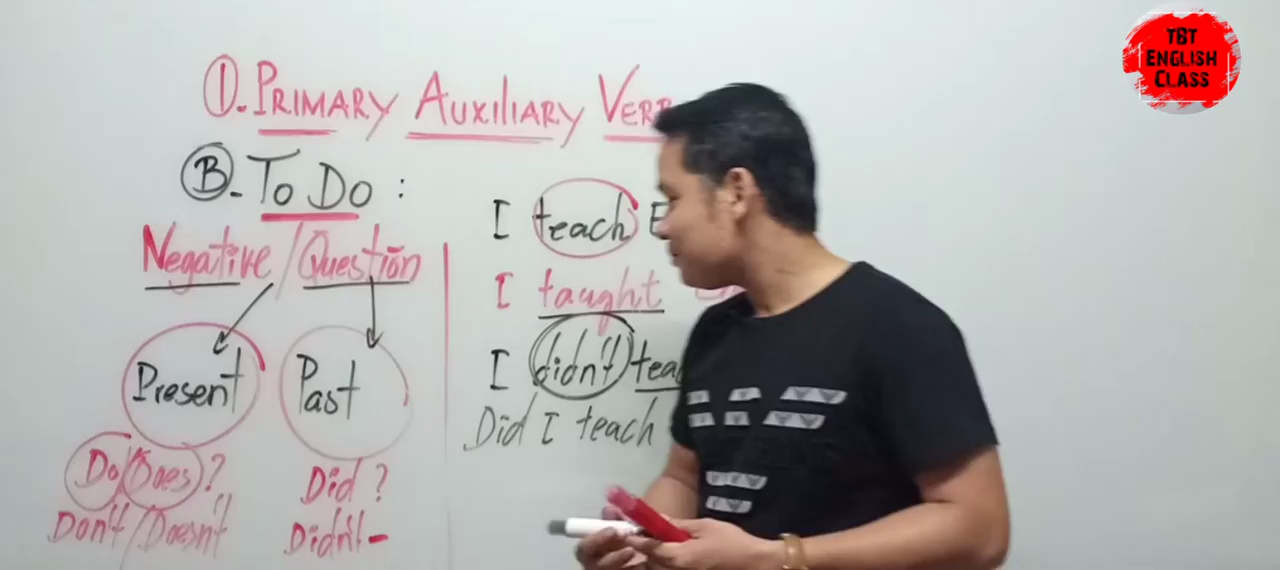 1. PRIMARY AUXILIARY VERB
B. To Do :
Negative / Question
Present
Past
Do/Does ?
Don't / Doesn't
Did ?
Didn't -
I teach E
I taught
I didn't tea
Did I teach
TBT
ENGLISH
CLASS